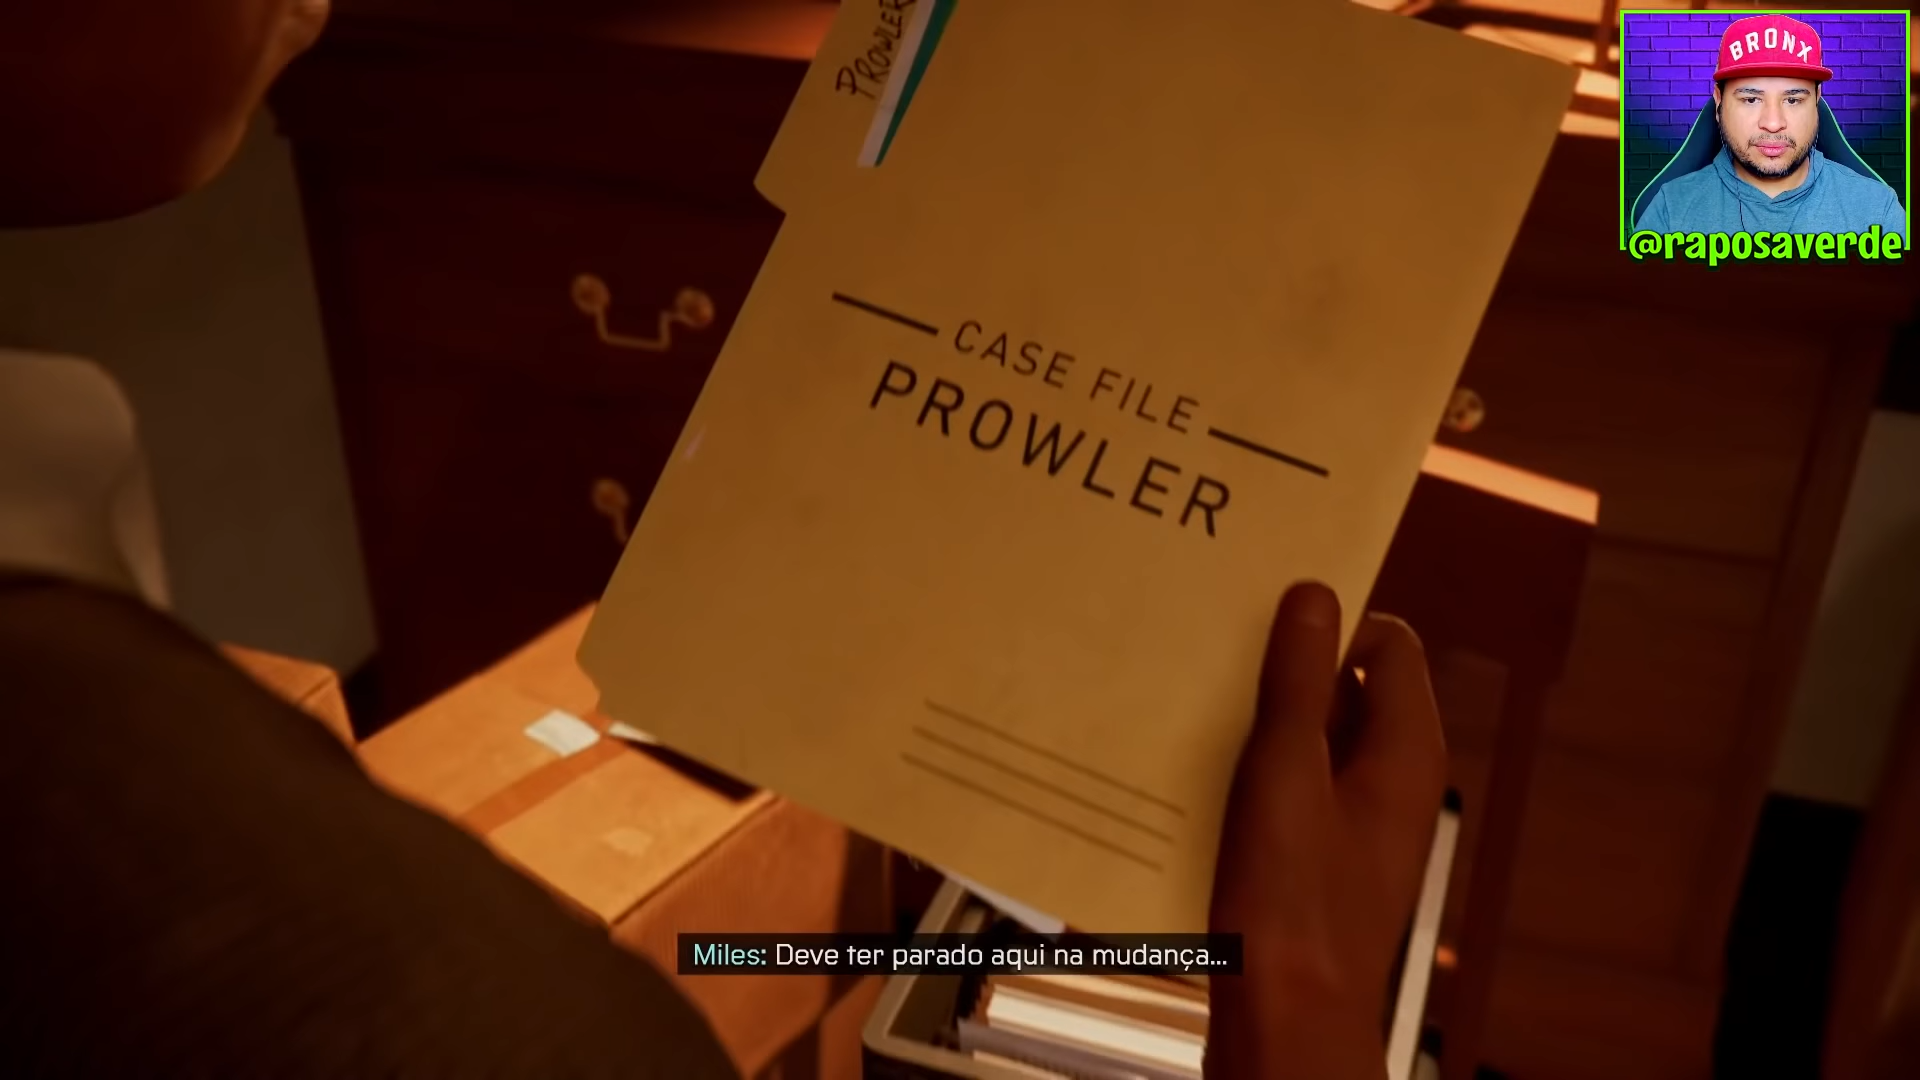 PROWLER
BRONX
@raposaverde
CASE FILE
PROWLER
Miles: Deve ter parado aqui na mudança...